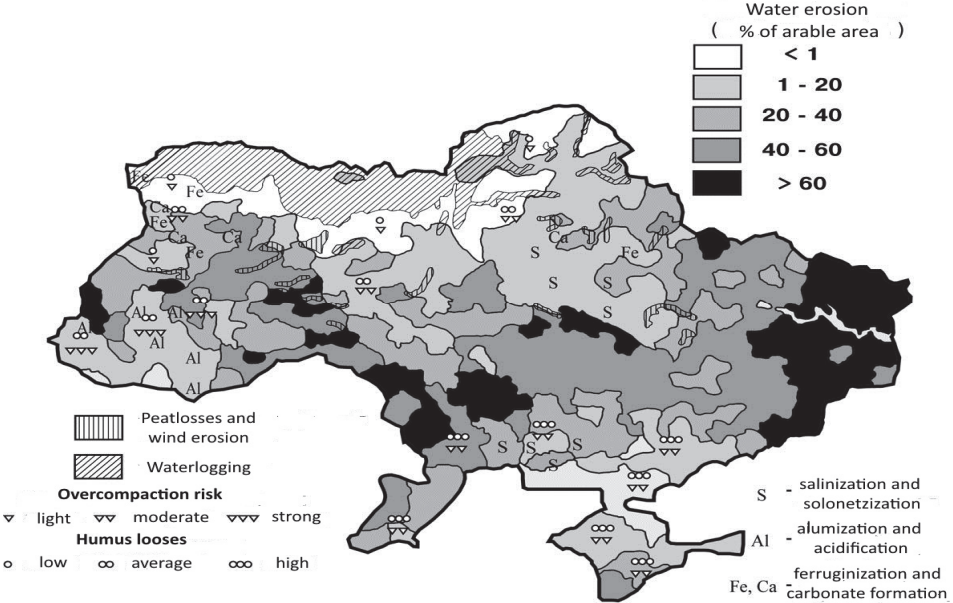 Water erosion
( % of arable area )
< 1
1 - 20
20 - 40
40 - 60
> 60
Fe
Fe
Ca
Fe
Ca
Ca
Fe
Ca
Fe
S
S
S
S
Al
Al
Al
Al
Al
Al
S
S
S
S
Peatlosses and
wind erosion
Waterlogging
Overcompaction risk
light moderate strong
Humus looses
low average high
S - salinization and
solonetzization
Al - alumization and
acidification
Fe, Ca - ferruginization and
carbonate formation